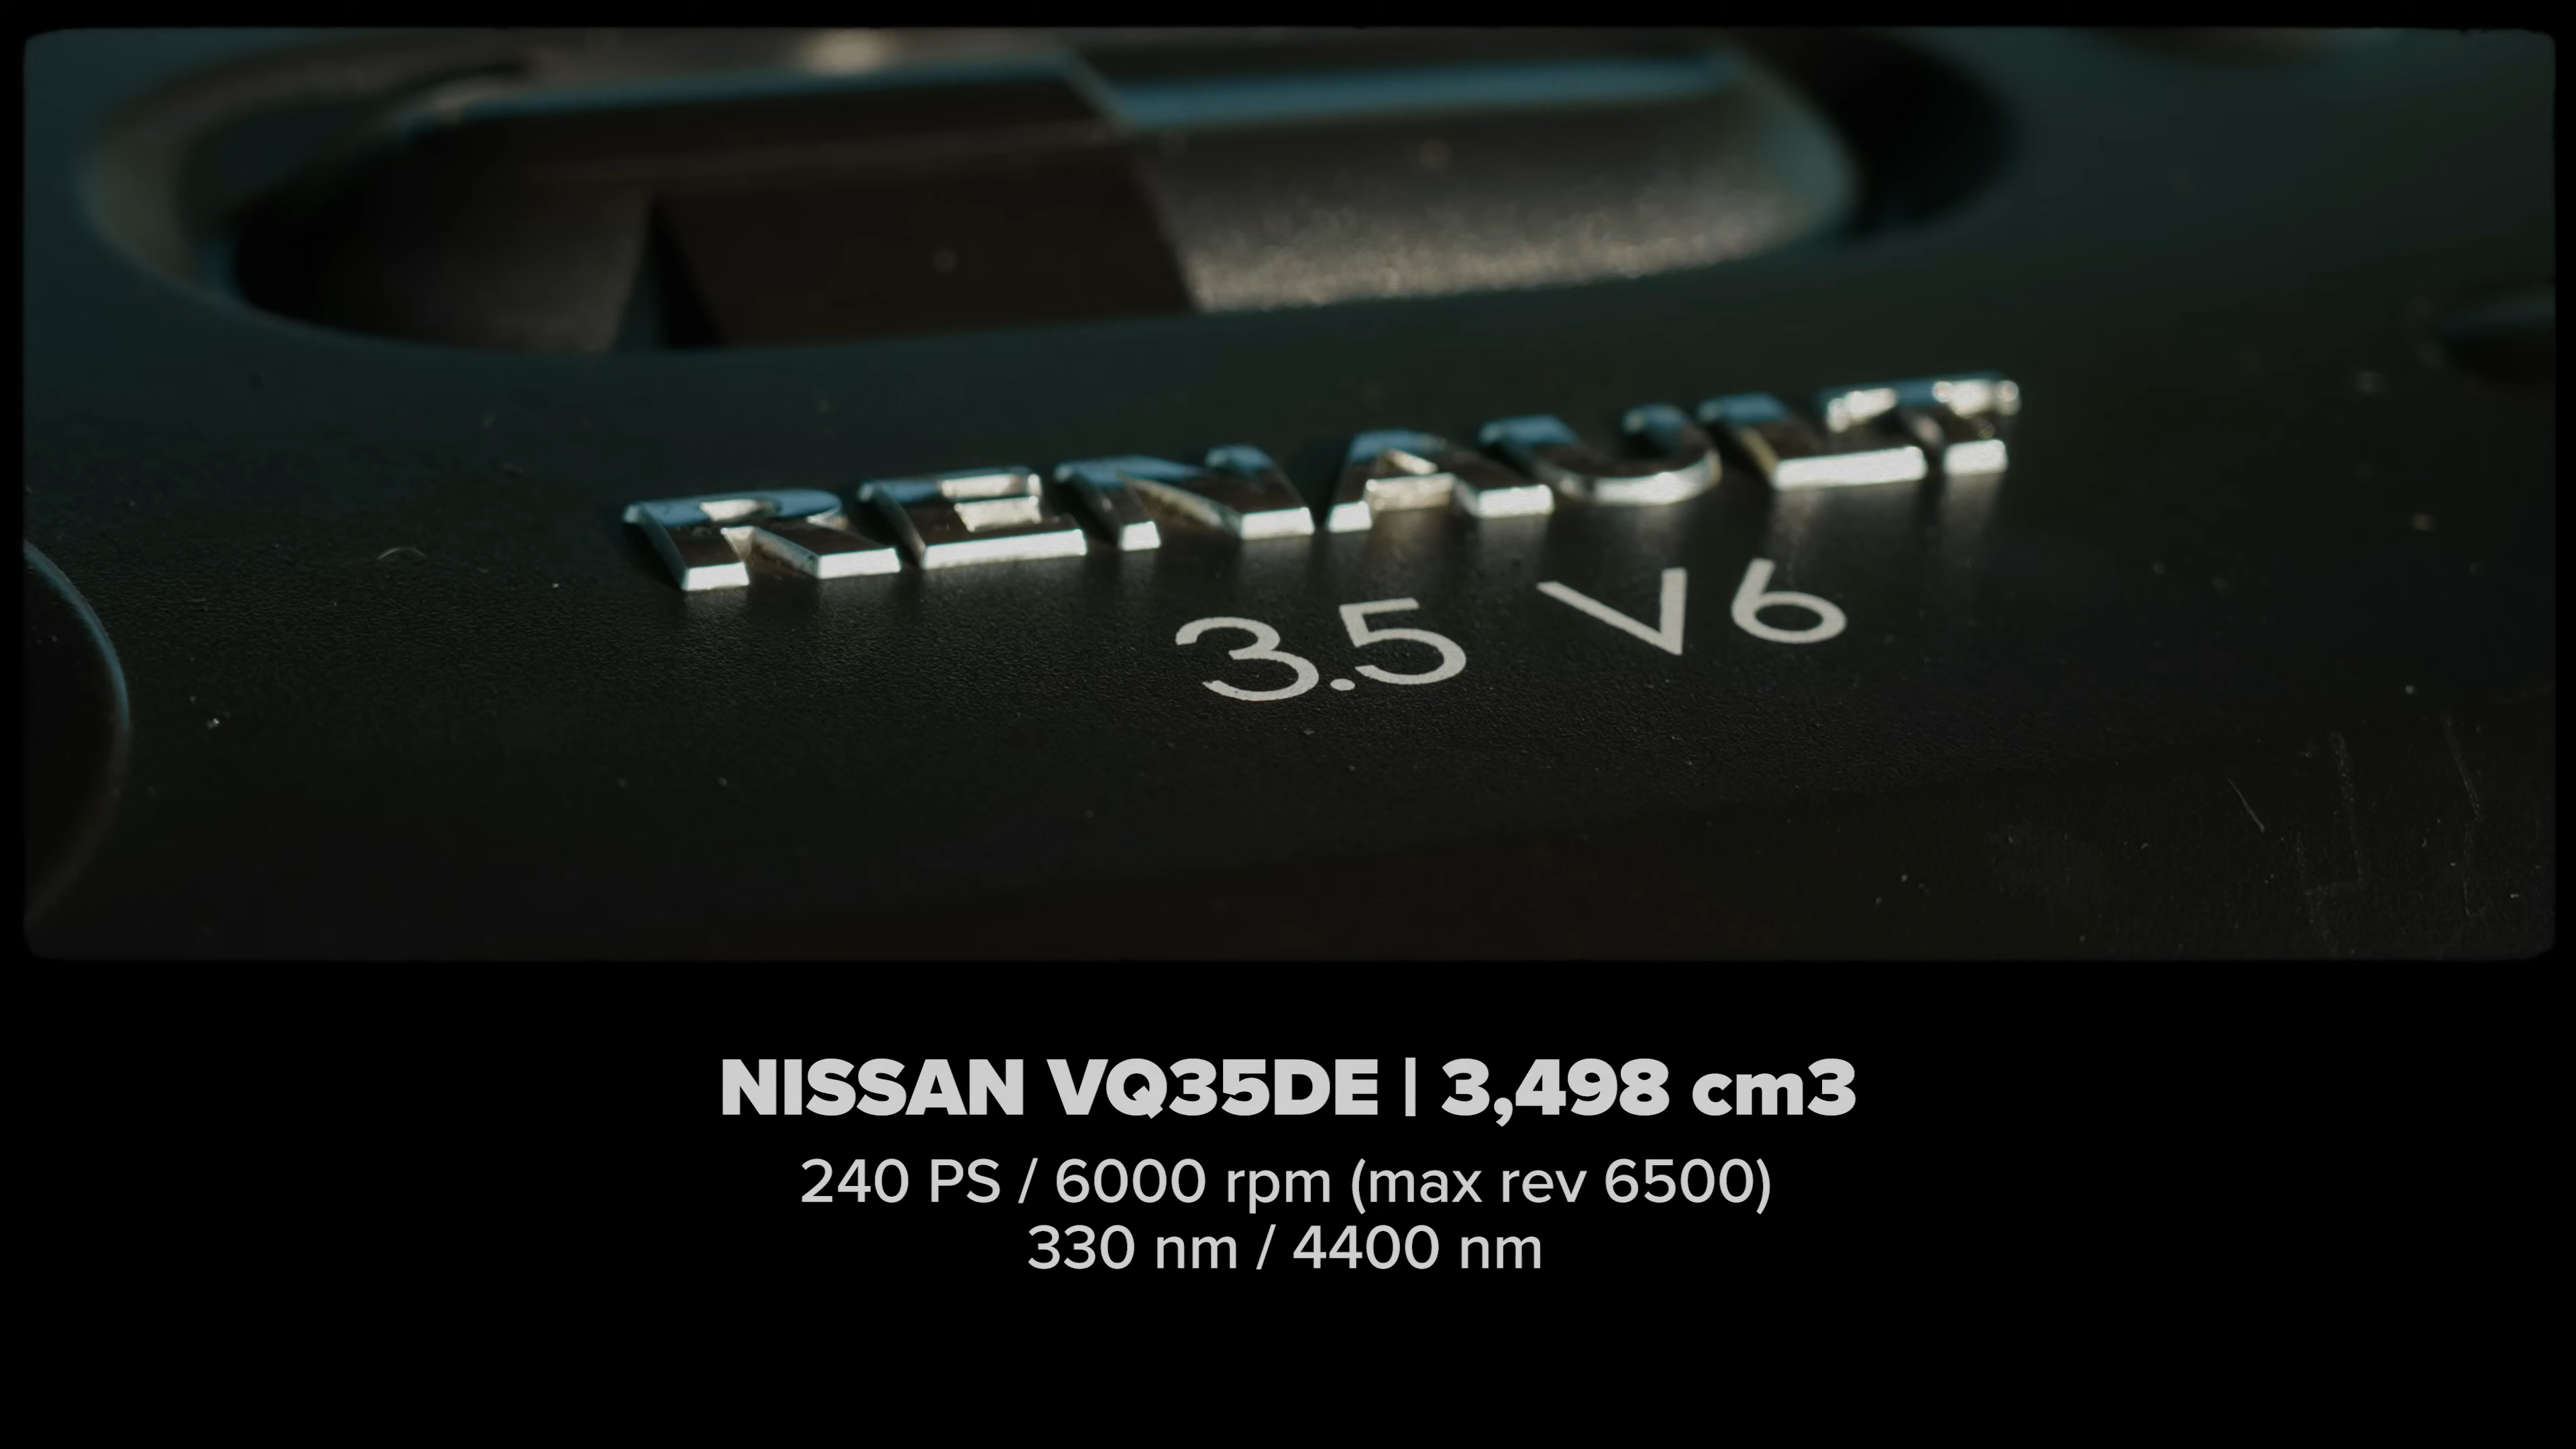 RENAULT
3.5 V6
NISSAN VQ35DE | 3,498 cm3
240 PS / 6000 rpm (max rev 6500)
330 nm / 4400 nm